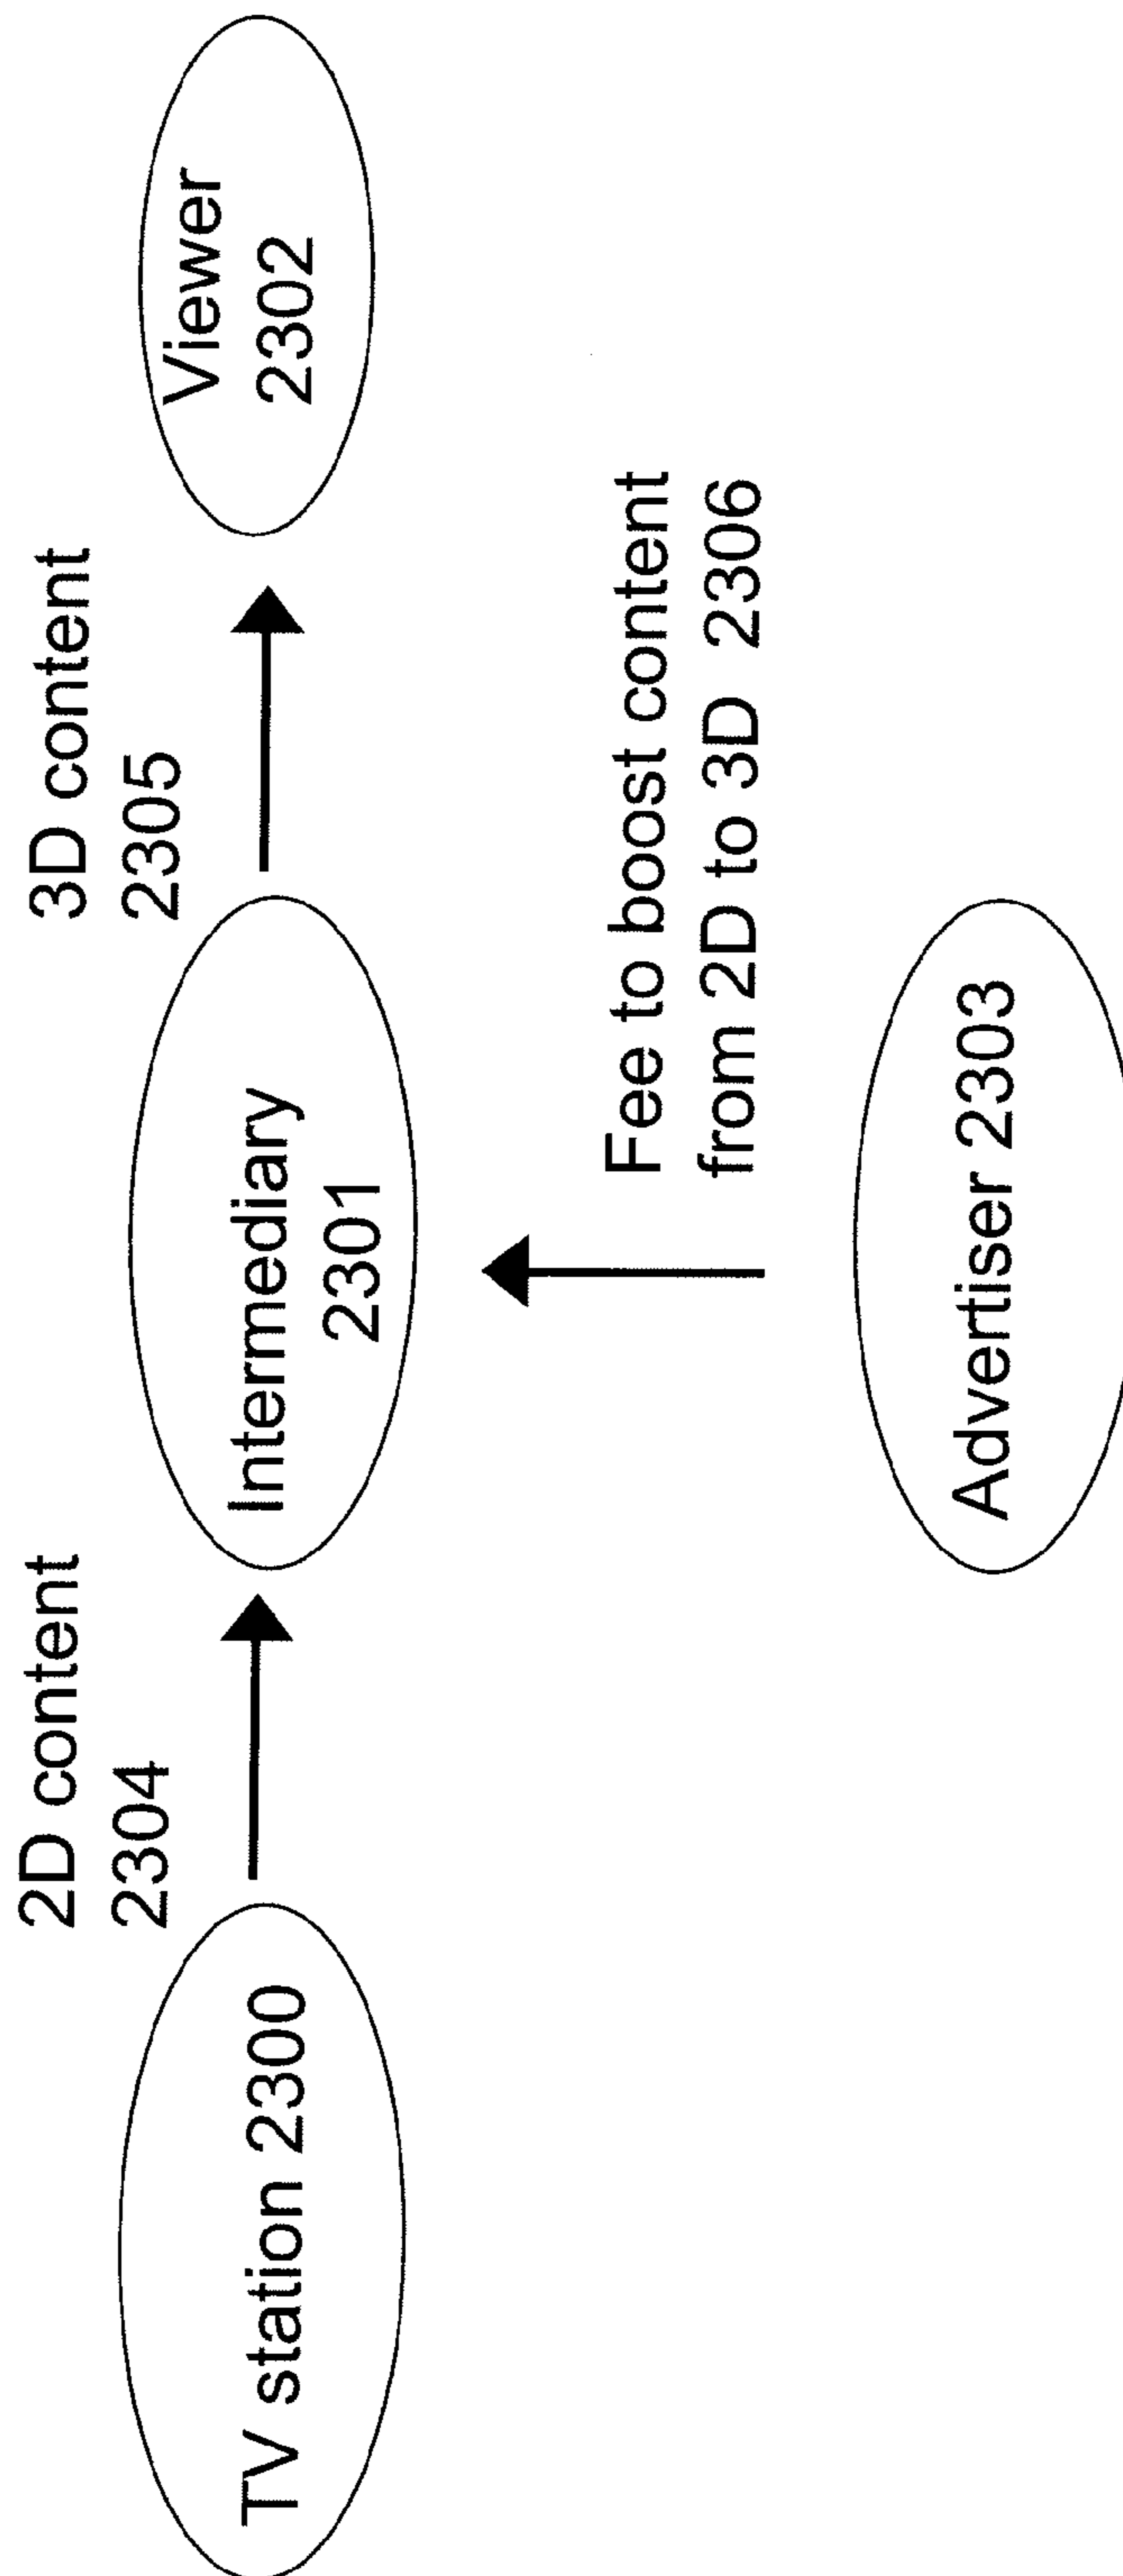 2D content
2304
3D content
2305
TV station 2300
Intermediary
2301
Viewer
2302
Fee to boost content
from 2D to 3D 2306
Advertiser 2303